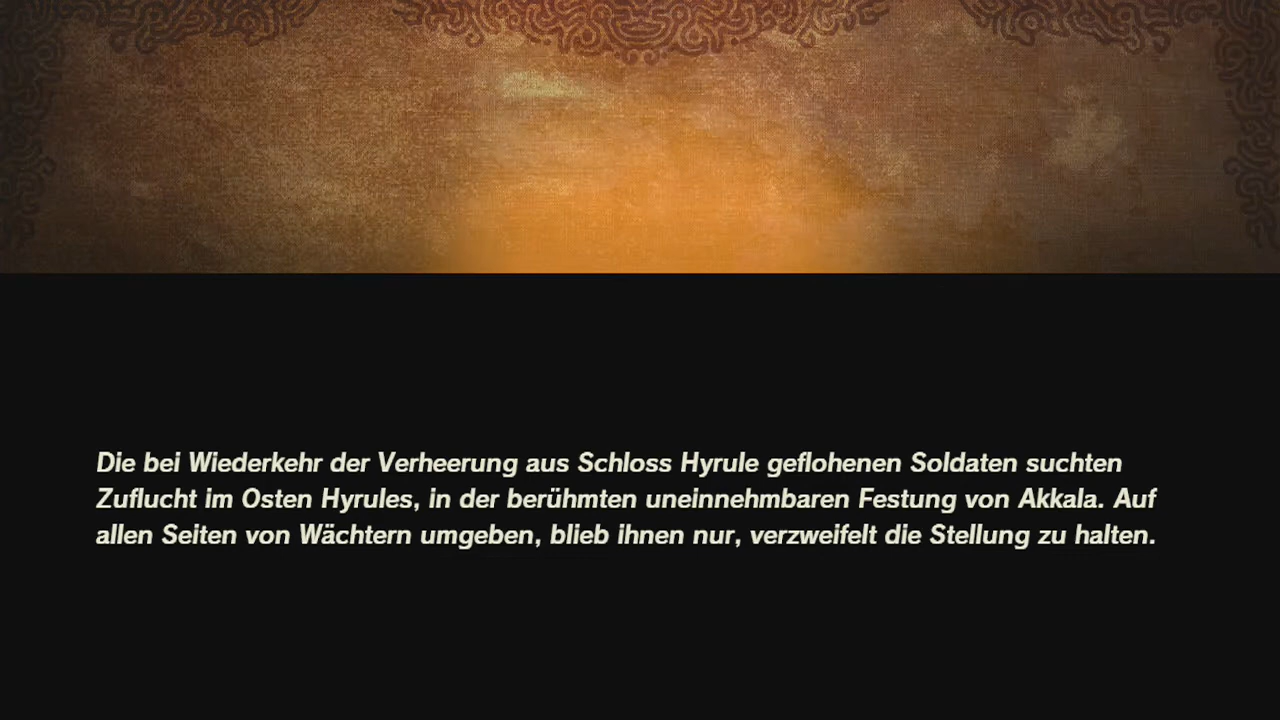 Die bei Wiederkehr der Verheerung aus Schloss Hyrule geflohenen Soldaten suchten
Zuflucht im Osten Hyrules, in der berühmten uneinnehmbaren Festung von Akkala. Auf
allen Seiten von Wächtern umgeben, blieb ihnen nur, verzweifelt die Stellung zu halten.